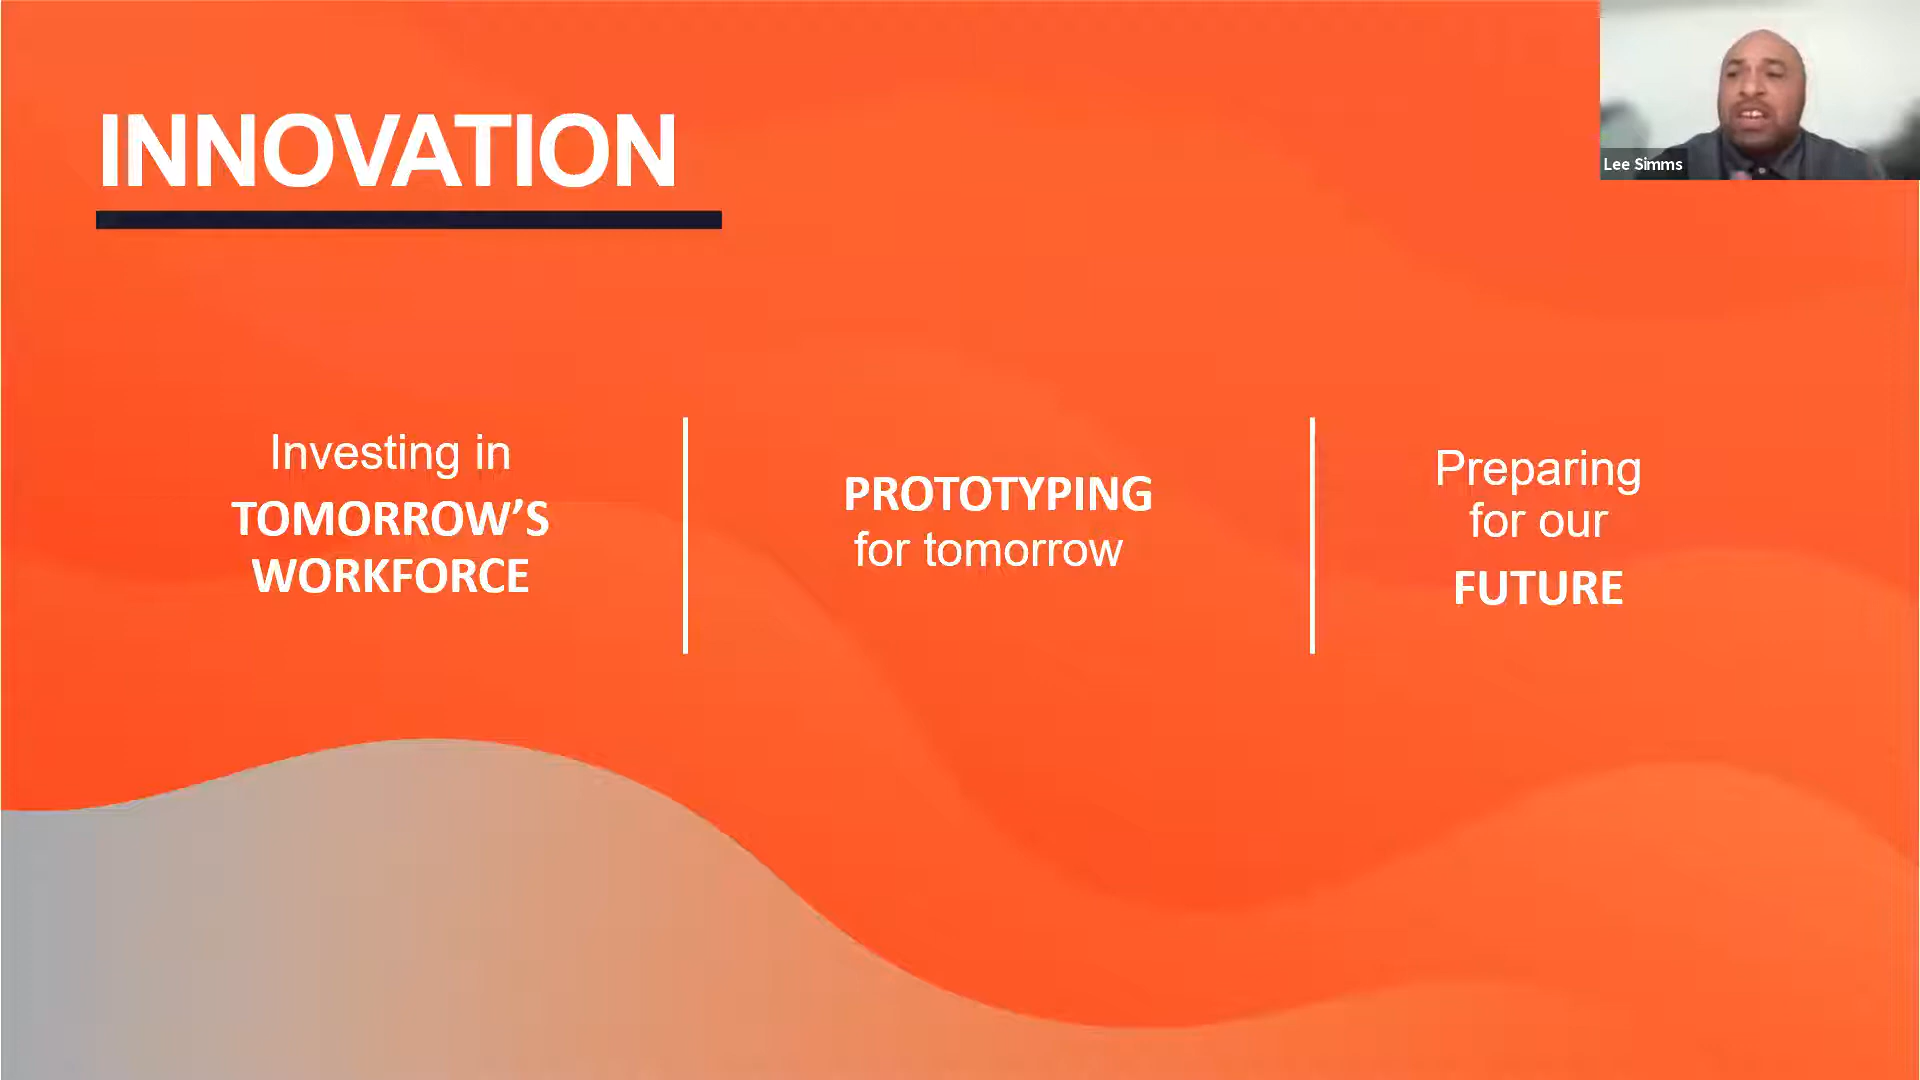 INNOVATION
Lee Simms
Investing in
TOMORROW’S
WORKFORCE
PROTOTYPING
for tomorrow
Preparing
for our
FUTURE